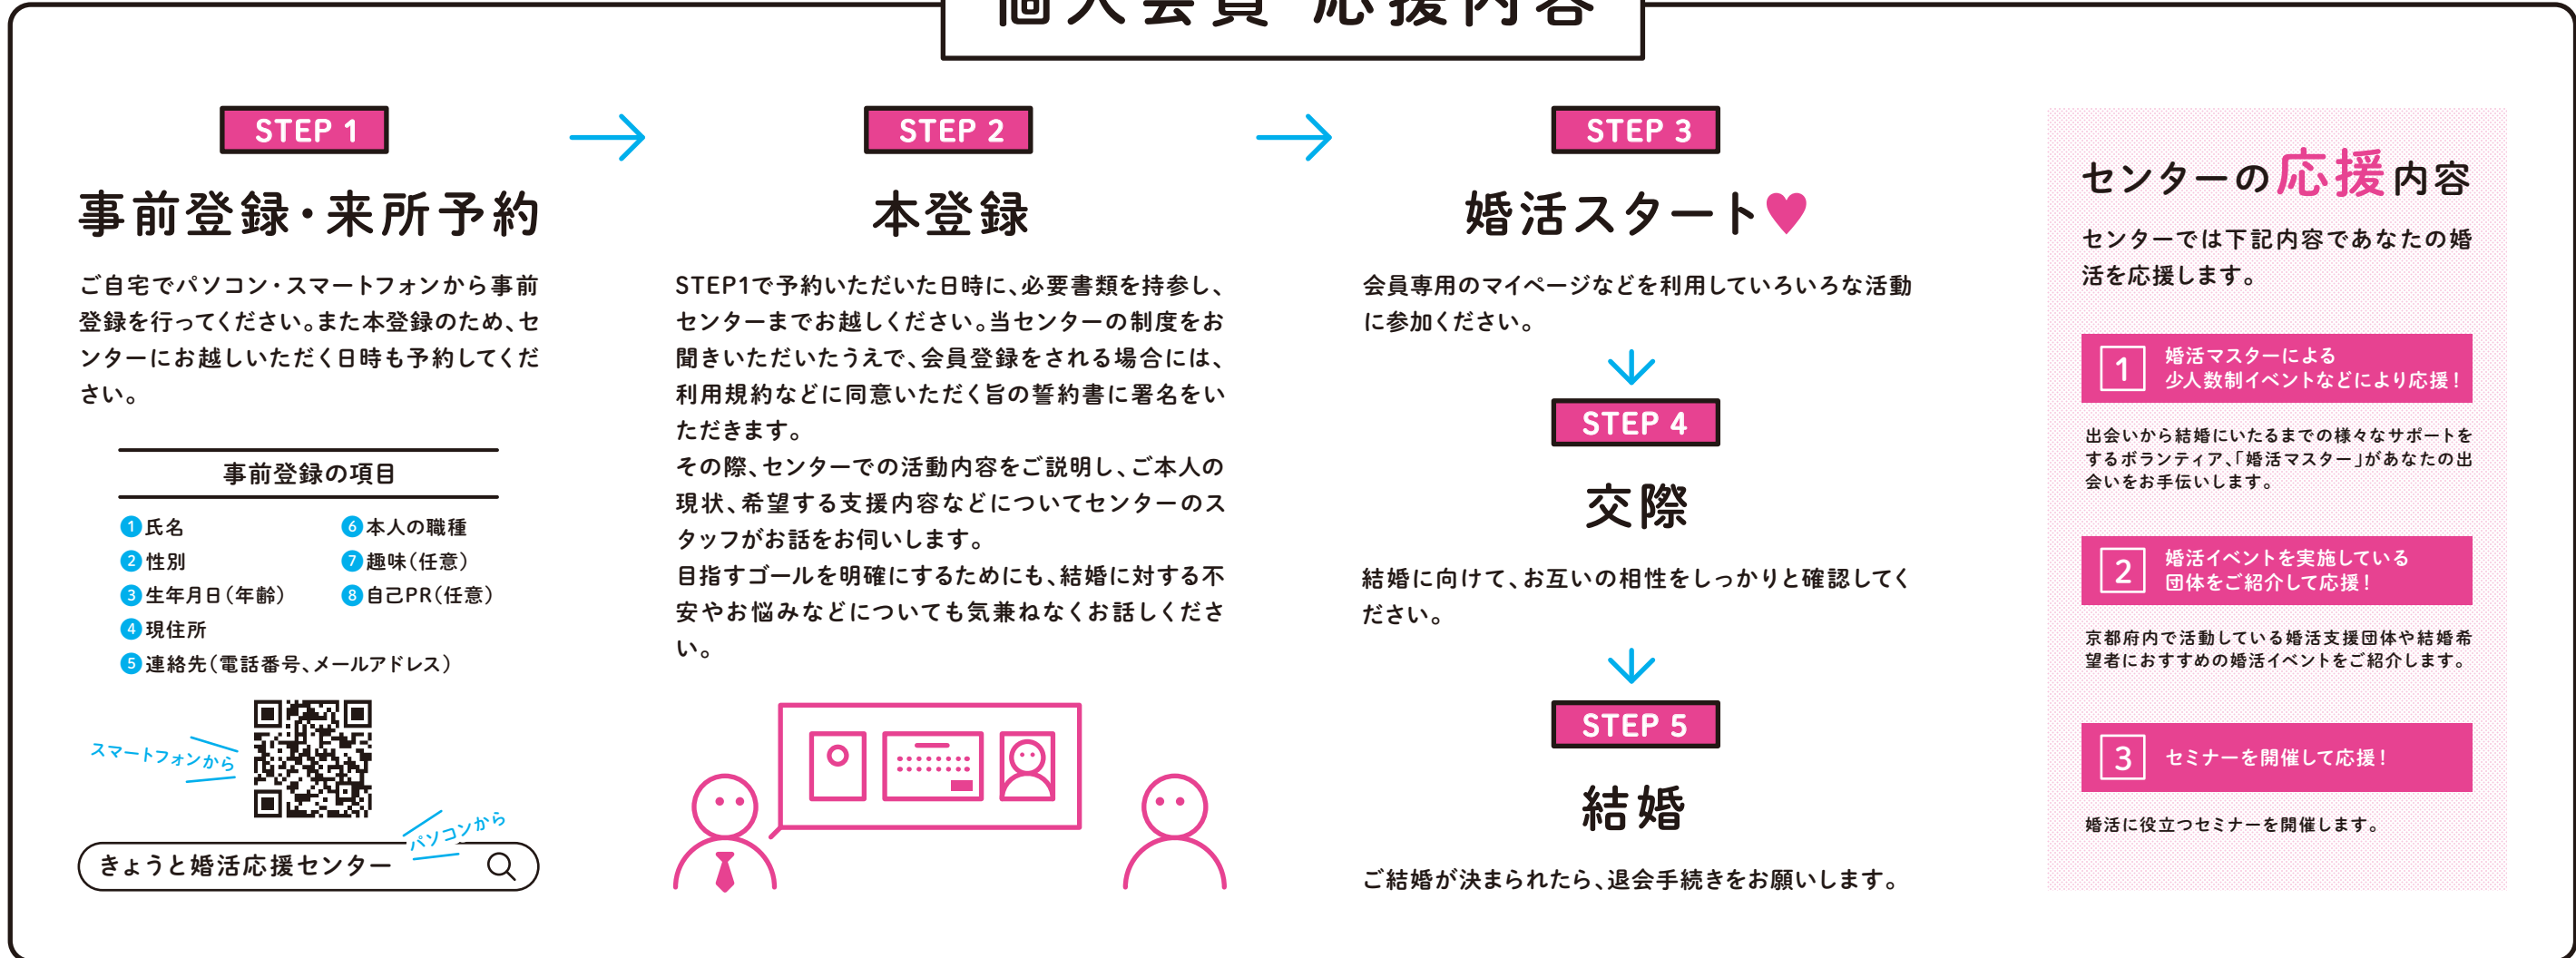 個人会員 応援内容
STEP 1
事前登録・来所予約
ご自宅でパソコン・スマートフォンから事前
登録を行ってください。また本登録のため、セ
ンターにお越しいただく日時も予約してくだ
さい。
事前登録の項目
1 氏名
2 性別
3 生年月日(年齢)
4 現住所
5 連絡先(電話番号、メールアドレス)
6 本人の職種
7 趣味(任意)
8 自己PR(任意)
スマートフォンから
パソコンから
きょうと婚活応援センター
STEP 2
本登録
STEP1で予約いただいた日時に、必要書類を持参し、
センターまでお越しください。当センターの制度をお
聞きいただいたうえで、会員登録をされる場合には、
利用規約などに同意いただく旨の誓約書に署名をい
ただきます。
その際、センターでの活動内容をご説明し、ご本人の
現状、希望する支援内容などについてセンターのス
タッフがお話をお伺いします。
目指すゴールを明確にするためにも、結婚に対する不
安やお悩みなどについても気兼ねなくお話しくださ
い。
STEP 3
婚活スタート♥
会員専用のマイページなどを利用していろいろな活動
に参加ください。
STEP 4
交際
結婚に向けて、お互いの相性をしっかりと確認してく
ださい。
STEP 5
結婚
ご結婚が決まられたら、退会手続きをお願いします。
センターの応援内容
センターでは下記内容であなたの婚
活を応援します。
1 婚活マスターによる
少人数制イベントなどにより応援!
出会いから結婚にいたるまでの様々なサポートを
するボランティア、「婚活マスター」があなたの出
会いをお手伝いします。
2 婚活イベントを実施している
団体をご紹介して応援!
京都府内で活動している婚活支援団体や結婚希
望者におすすめの婚活イベントをご紹介します。
3 セミナーを開催して応援!
婚活に役立つセミナーを開催します。